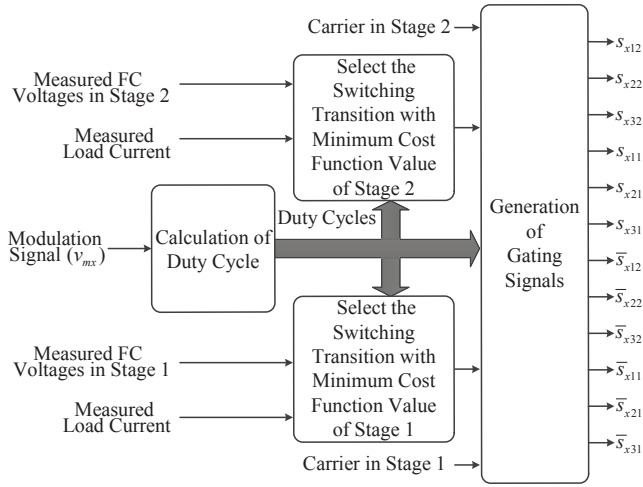 Carrier in Stage 2
Measured FC
Voltages in Stage 2
Measured
Load Current
Select the
Switching
Transition with
Minimum Cost
Function Value
of Stage 2
Duty Cycles
Modulation
Signal (vmx)
Calculation of
Duty Cycle
Select the
Switching
Transition with
Minimum Cost
Function Value
of Stage 1
Measured FC
Voltages in Stage 1
Measured
Load Current
Carrier in Stage 1
Generation
of
Gating
Signals
sx12
sx22
sx32
sx11
sx21
sx31
s̅x12
s̅x22
s̅x32
s̅x11
s̅x21
s̅x31